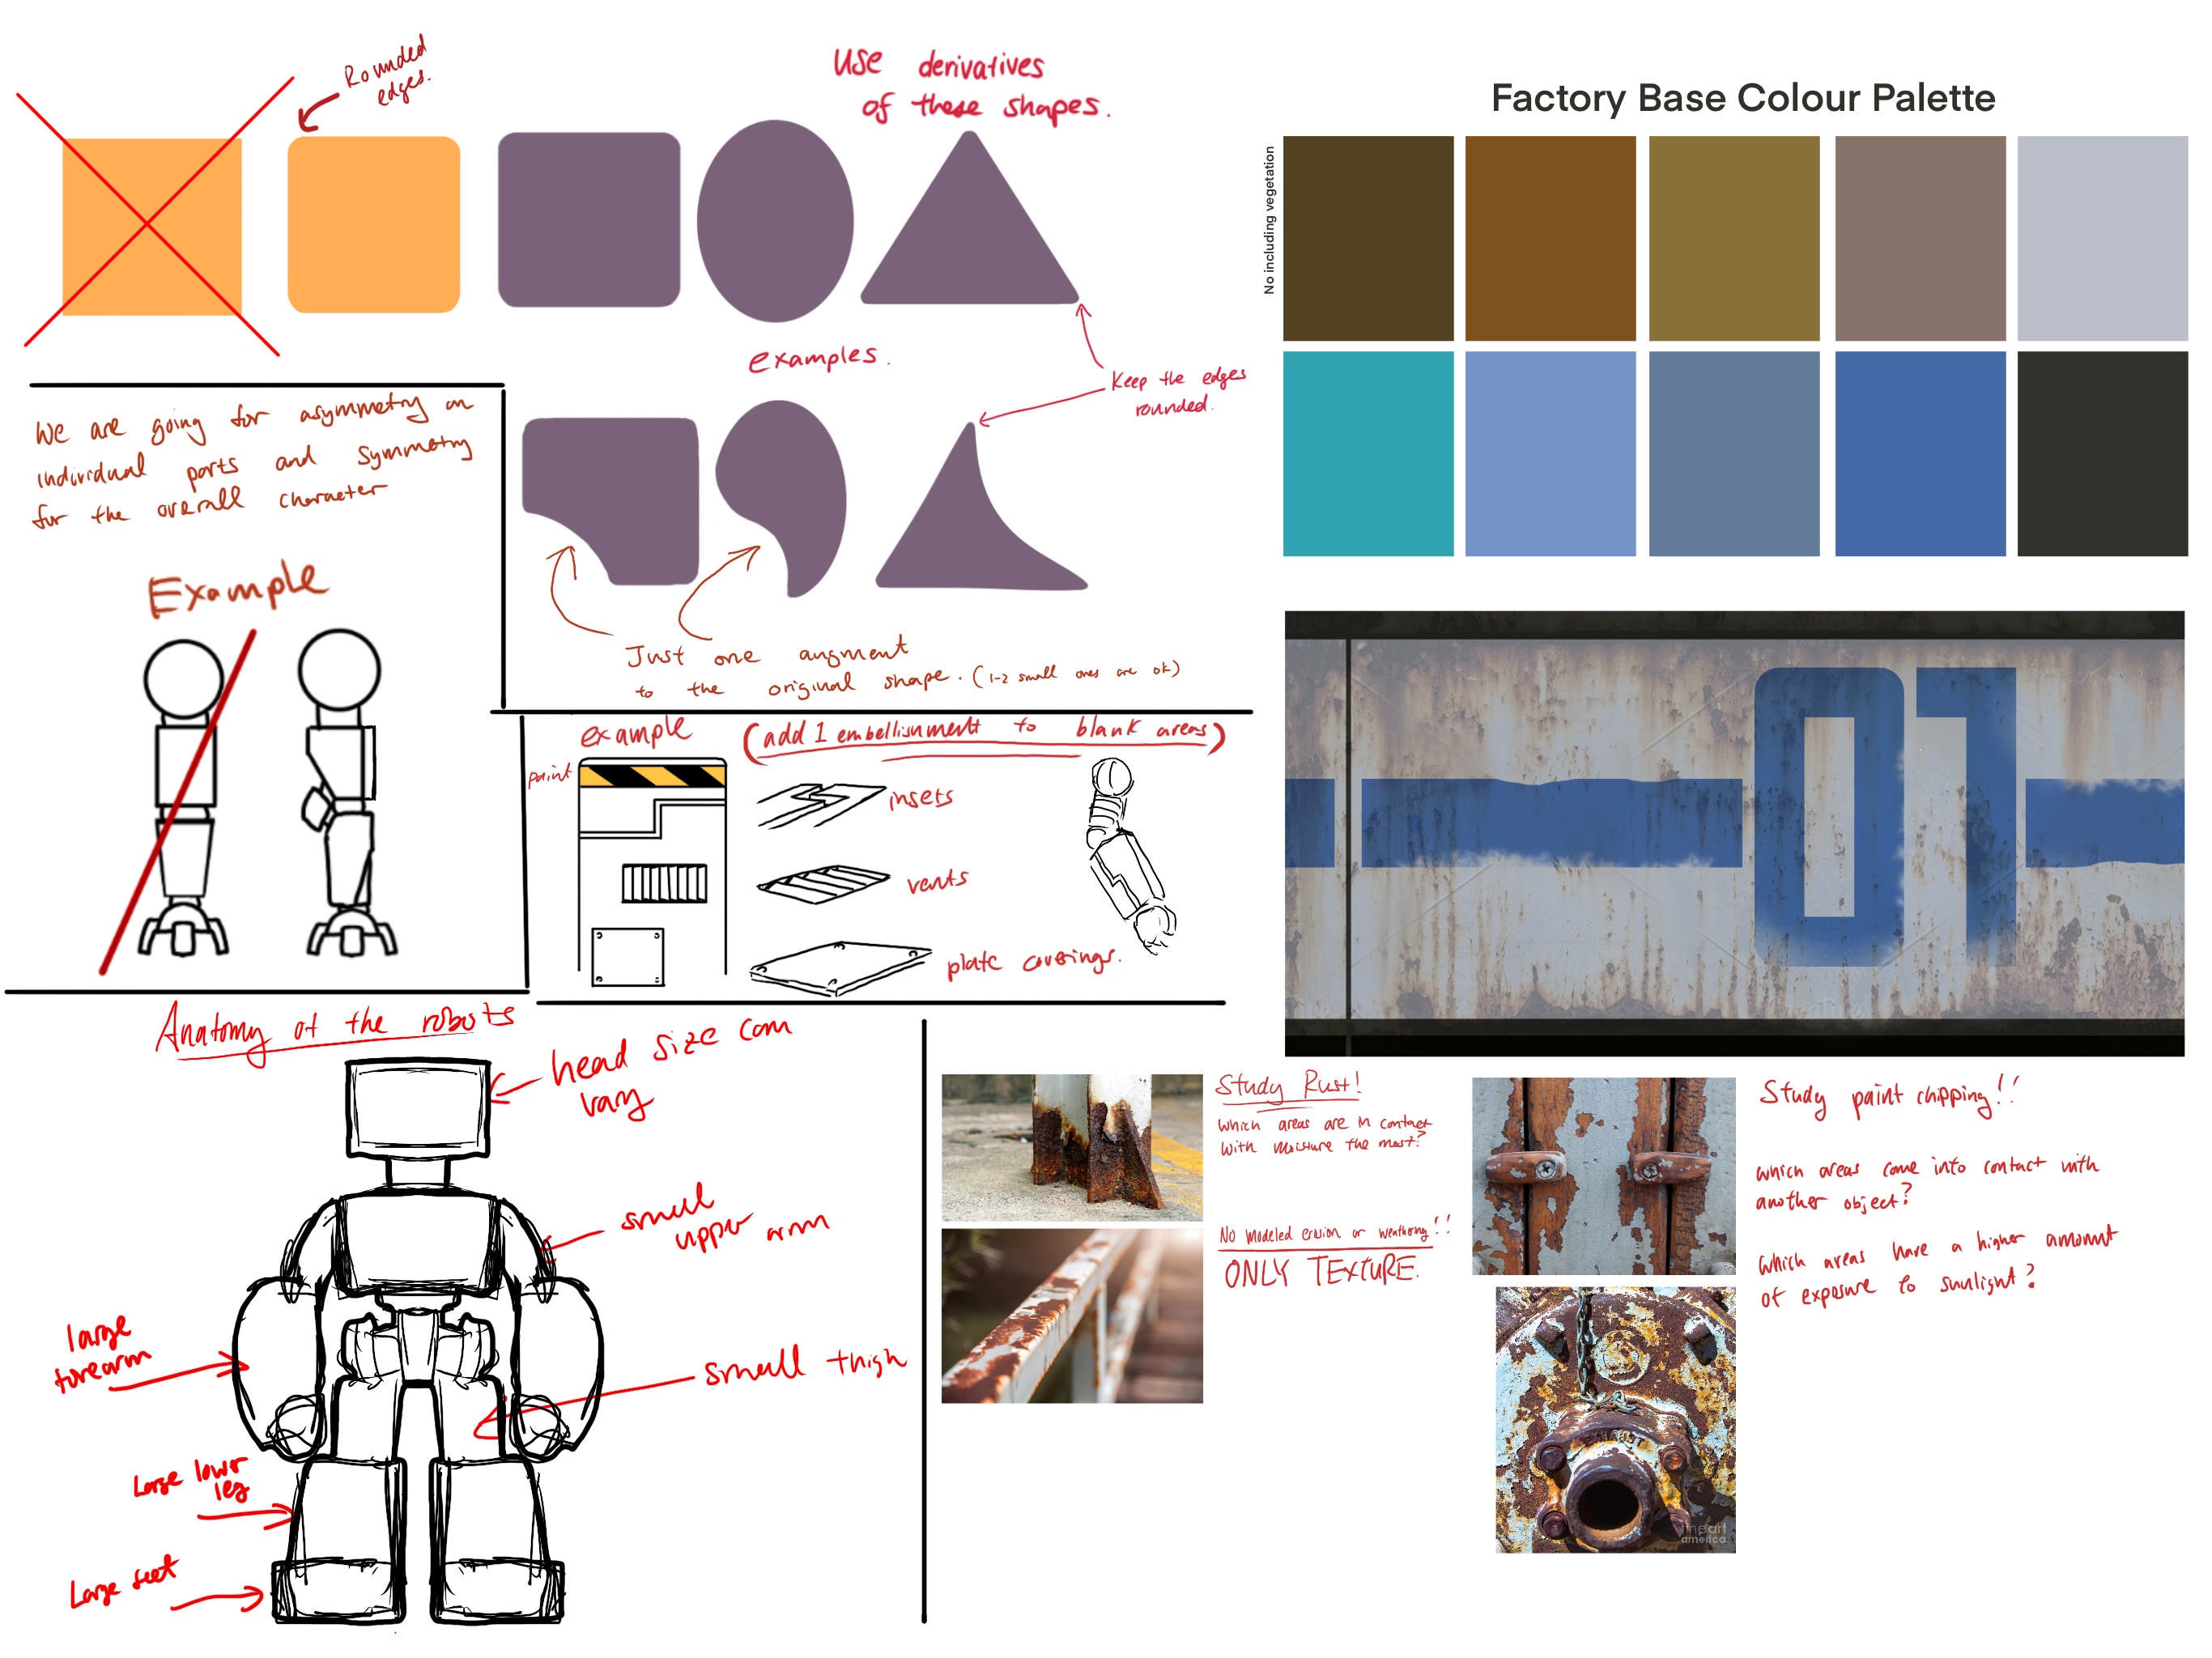 Rounded
edges.
Use derivatives
of these shapes.
examples.
Keep the edges
rounded.
Just one augment
to the original shape. (1-2 small ones are ok)
We are going for asymmetry on
individual parts and symmetry
for the overall character
Example
example
(add 1 embellishment to blank areas)
paint
insets
vents
plate coverings.
Anatomy of the robots
head size can
vary
small
upper arm
large
forearm
small thigh
Large lower
leg
Large feet
Factory Base Colour Palette
No including vegetation
01
Study Rust!
Which areas are in contact
with moisture the most?
No modeled erosion or weathering!!
ONLY TEXTURE.
Study paint chipping!!
which areas come into contact with
another object?
Which areas have a higher amount
of exposure to sunlight?
EXHAUST
fineart
america